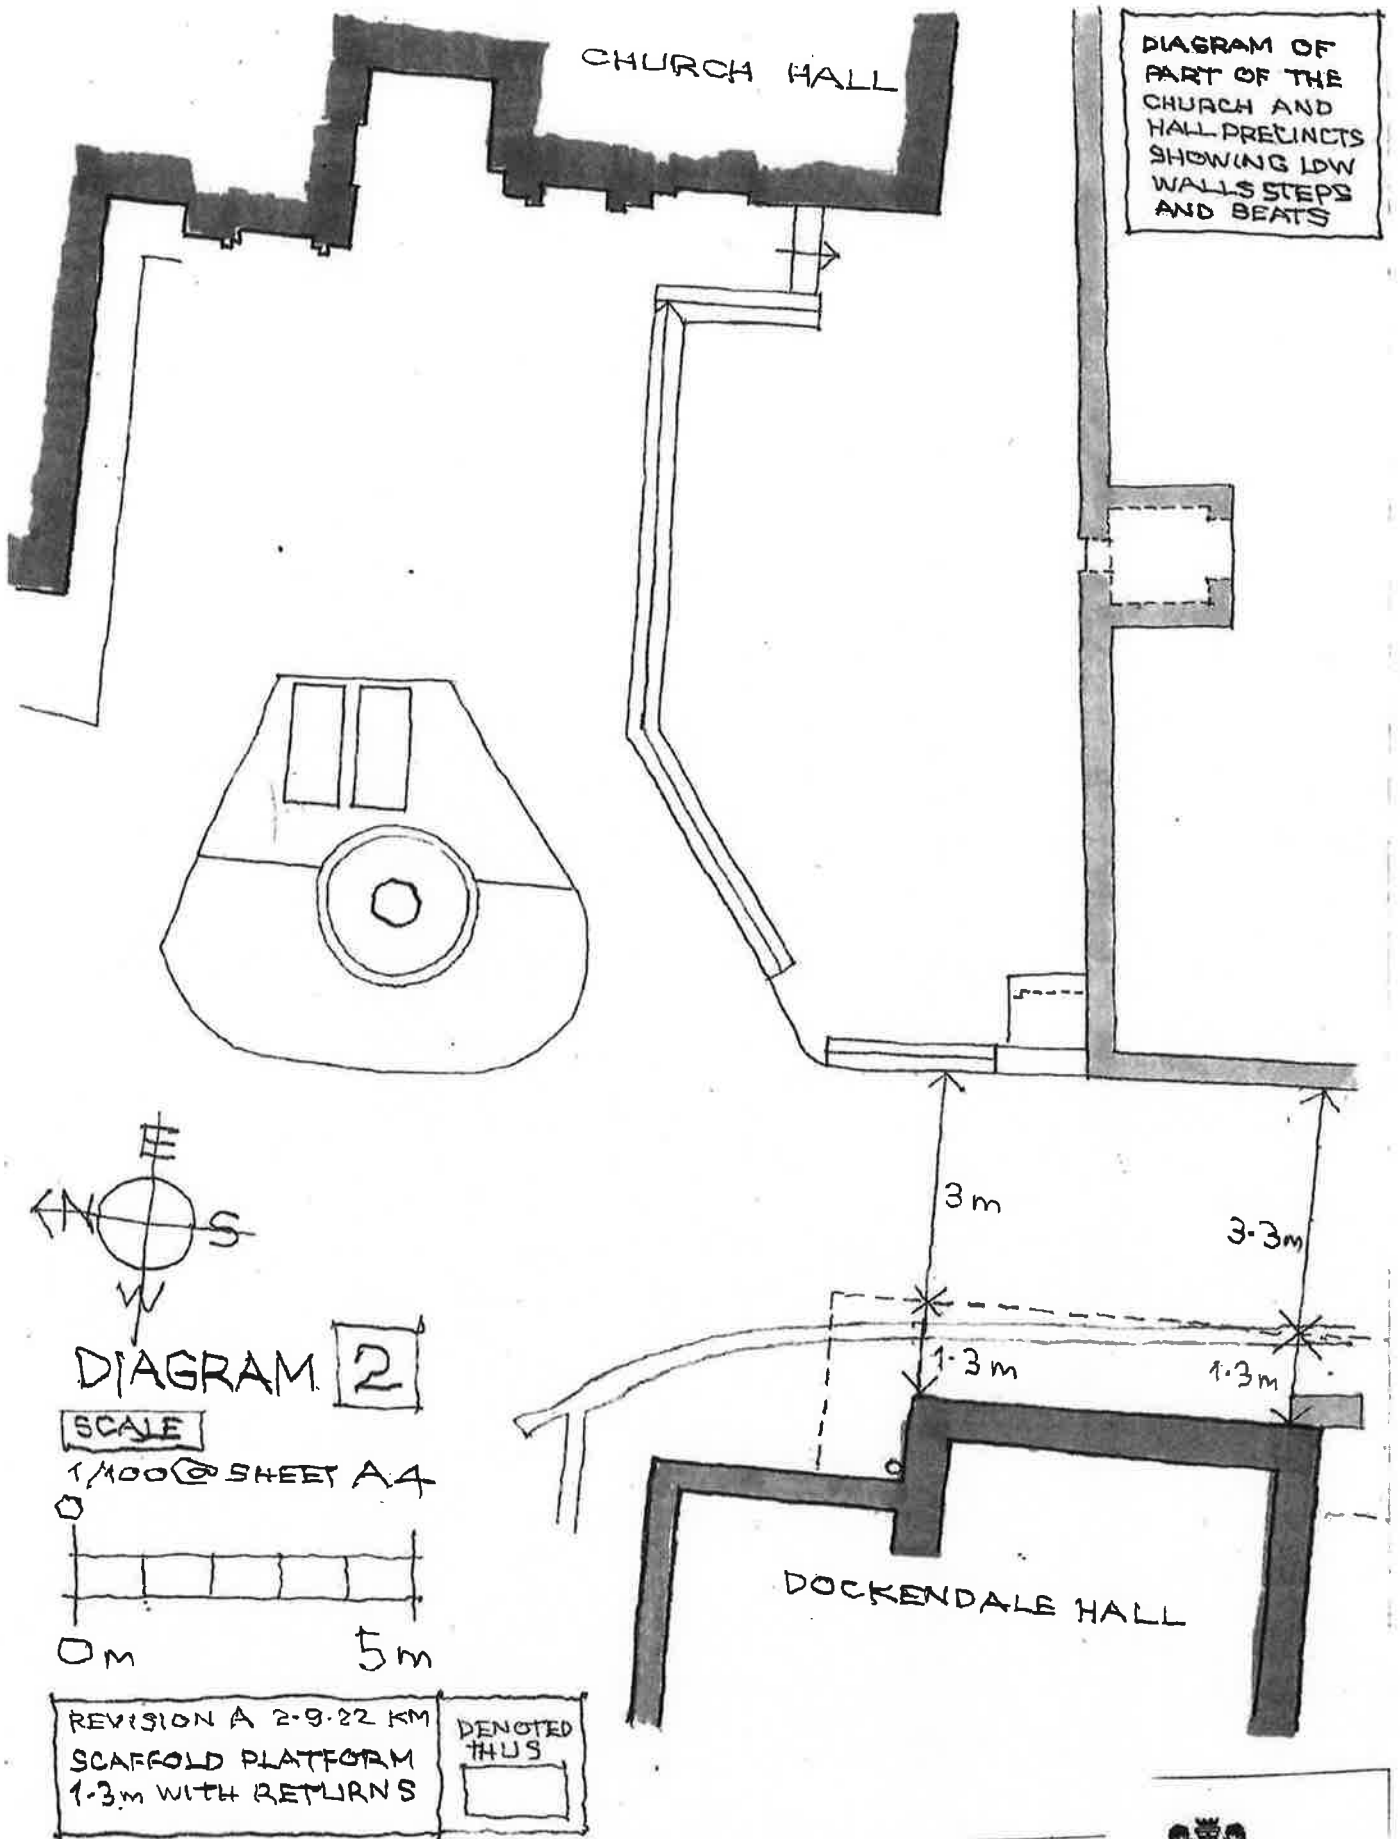 CHURCH HALL
DIAGRAM OF
PART OF THE
CHURCH AND
HALL PRECINCTS
SHOWING LOW
WALLS STEPS
AND BEATS
E
N
S
W
3m
3.3m
1.3m
1.3m
DIAGRAM 2
SCALE
1/100 @ SHEET A4
0
0m
5m
DOCKENDALE HALL
REVISION A 2.9.22 KM
SCAFFOLD PLATFORM
1.3m WITH RETURNS
DENOTED
THUS